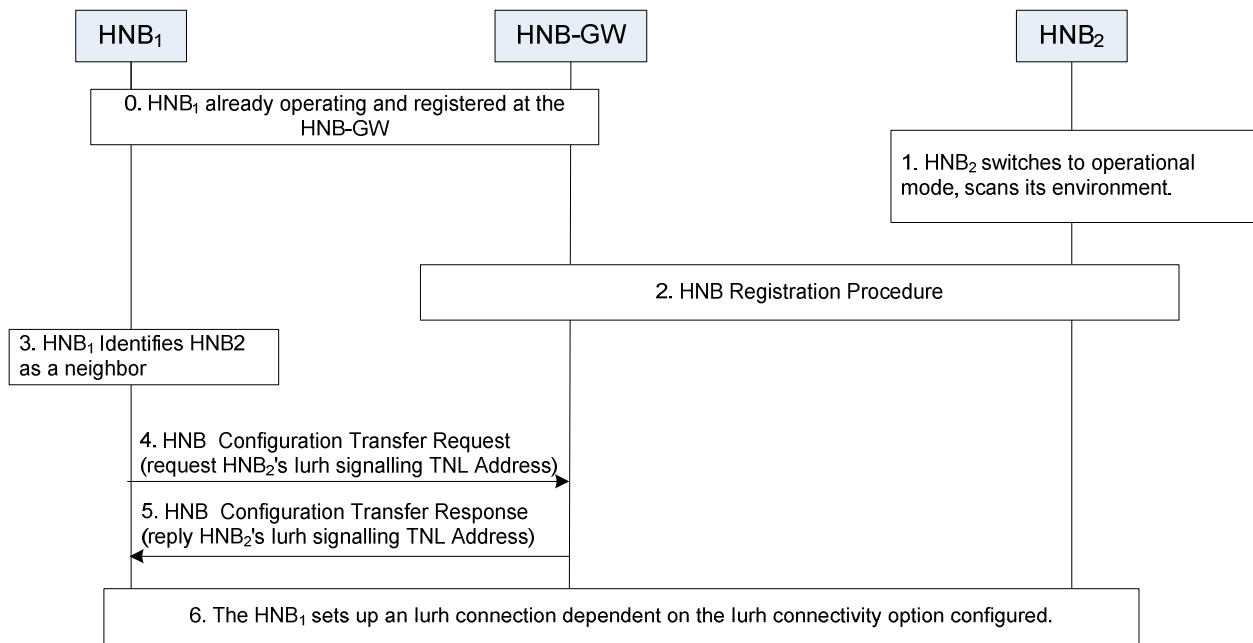 HNB₁
HNB-GW
HNB₂
0. HNB₁ already operating and registered at the
HNB-GW
1. HNB₂ switches to operational
mode, scans its environment.
2. HNB Registration Procedure
3. HNB₁ Identifies HNB2
as a neighbor
4. HNB Configuration Transfer Request
(request HNB₂'s Iurh signalling TNL Address)
5. HNB Configuration Transfer Response
(reply HNB₂'s Iurh signalling TNL Address)
6. The HNB₁ sets up an Iurh connection dependent on the Iurh connectivity option configured.